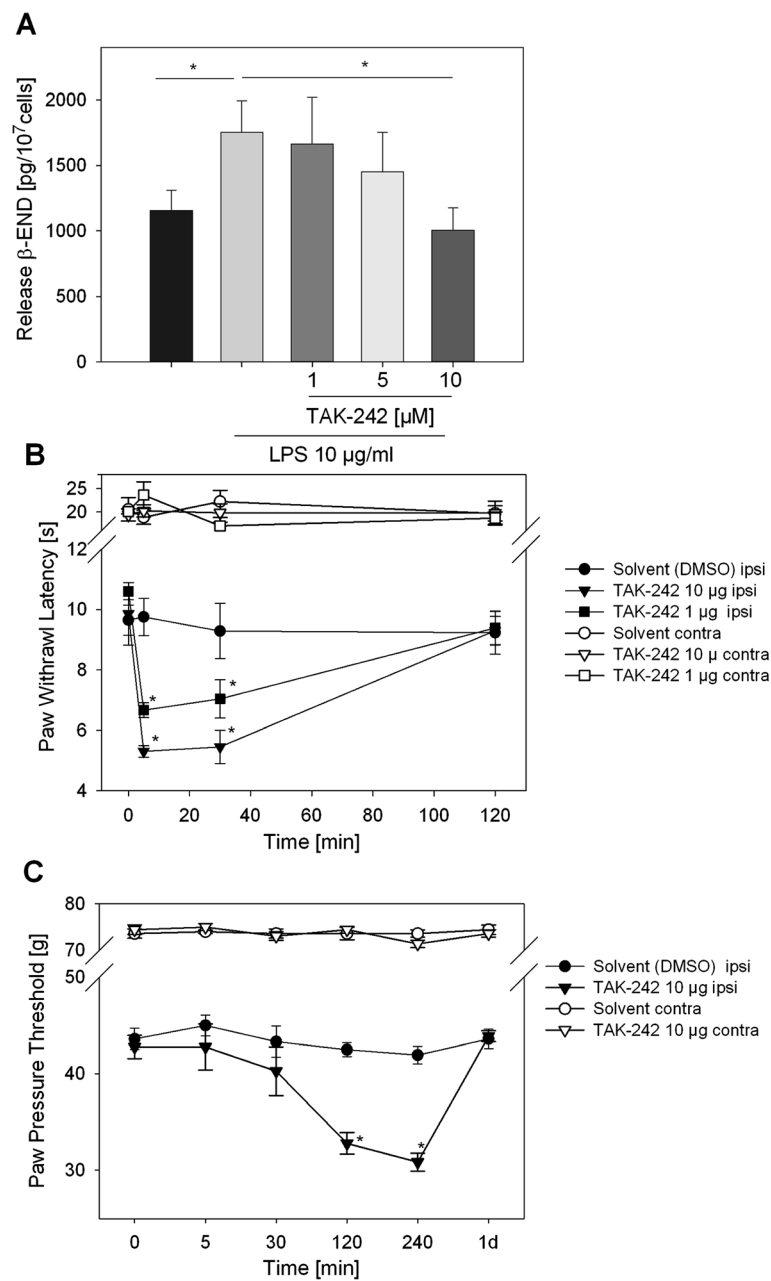 A
Release β-END [pg/10⁷cells]
2000
1500
1000
500
0
*
*
1 5 10
TAK-242 [µM]
LPS 10 µg/ml
B
Paw Withrawl Latency [s]
25
20
12
10
8
6
4
*
*
*
*
0 20 40 60 80 100 120
Time [min]
Solvent (DMSO) ipsi
TAK-242 10 µg ipsi
TAK-242 1 µg ipsi
Solvent contra
TAK-242 10 µ contra
TAK-242 1 µg contra
C
Paw Pressure Threshold [g]
80
70
50
40
30
*
*
0 5 30 120 240 1d
Time [min]
Solvent (DMSO) ipsi
TAK-242 10 µg ipsi
Solvent contra
TAK-242 10 µg contra